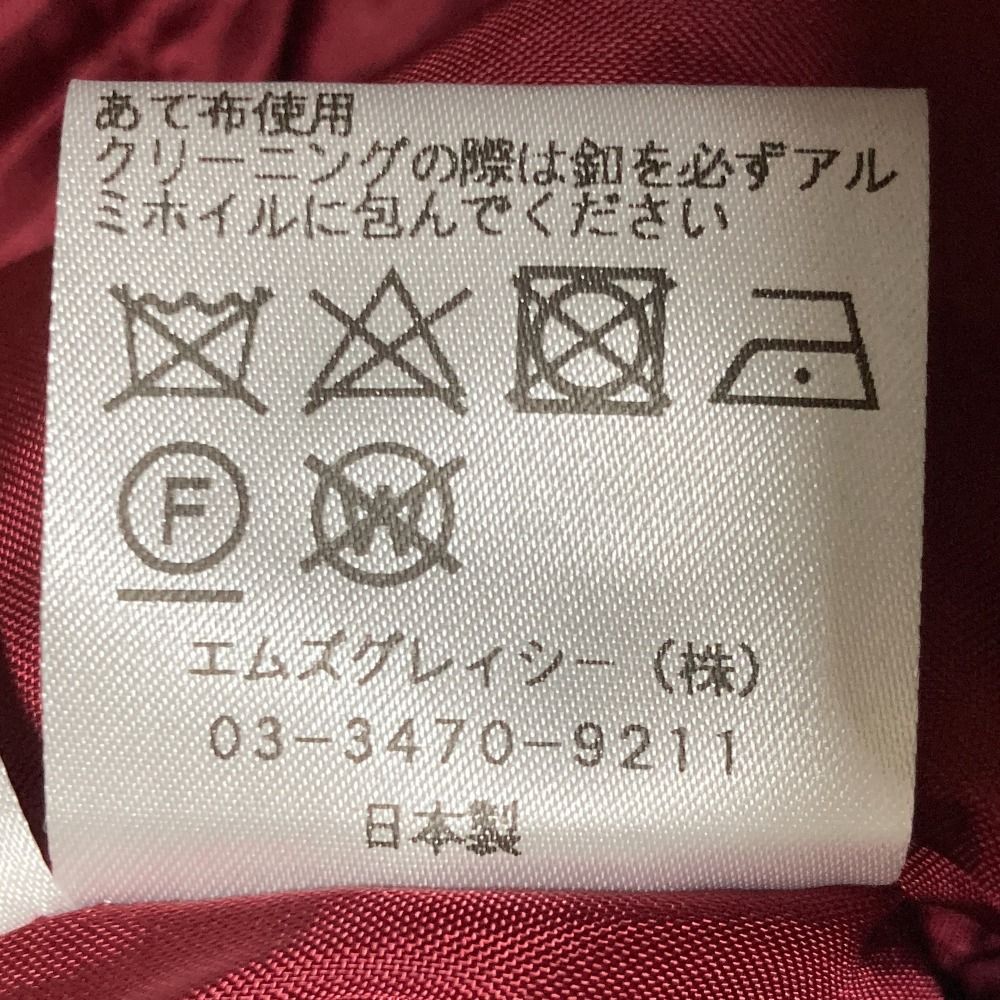 あて布使用
クリーニングの際は釦を必ずアル
ミホイルに包んでください
F
W
エムズグレイシー（株）
03-3470-9211
日本製